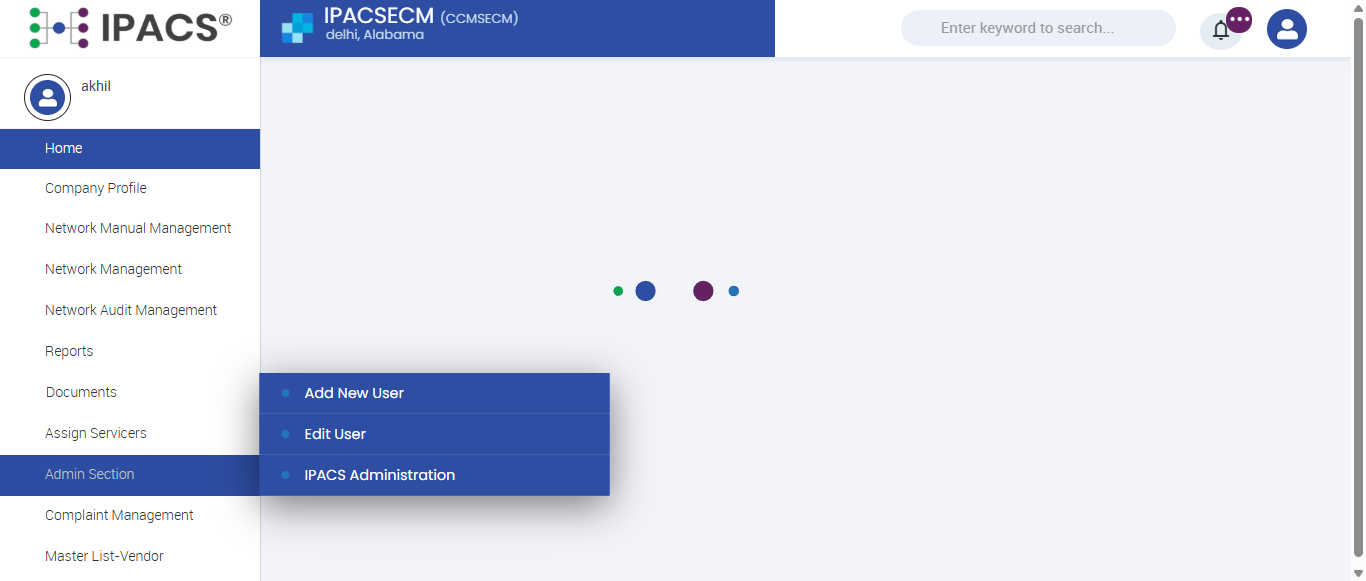 IPACS®
IPACSECM (CCMSECM)
delhi, Alabama
Enter keyword to search...
akhil
Home
Company Profile
Network Manual Management
Network Management
Network Audit Management
Reports
Documents
Assign Servicers
Admin Section
Add New User
Edit User
IPACS Administration
Complaint Management
Master List-Vendor